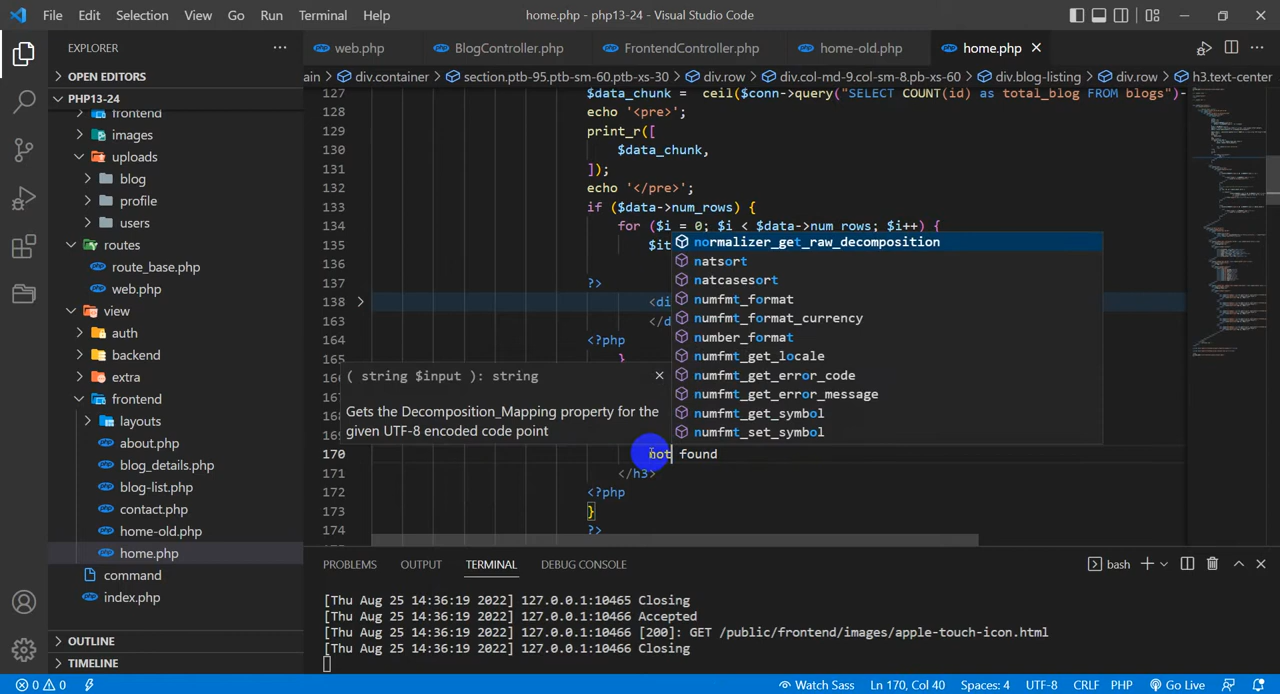 File Edit Selection View Go Run Terminal Help home.php - php13-24 - Visual Studio Code
EXPLORER
OPEN EDITORS
PHP13-24
frontend
images
uploads
blog
profile
users
routes
route_base.php
web.php
view
auth
backend
extra
frontend
layouts
about.php
blog_details.php
blog-list.php
contact.php
home-old.php
home.php
command
index.php
OUTLINE
TIMELINE
web.php BlogController.php FrontendController.php home-old.php home.php
ain > div.container > section.ptb-95.ptb-sm-60.ptb-xs-30 > div.row > div.col-md-9.col-sm-8.pb-xs-60 > div.blog-listing > div.row > h3.text-center
127 $data_chunk = ceil($conn->query("SELECT COUNT(id) as total_blog FROM blogs")-
128 echo '<pre>';
129 print_r([
130 $data_chunk,
131 ]);
132 echo '</pre>';
133 if ($data->num_rows) {
134 for ($i = 0; $i < $data->num_rows; $i++) {
135 $it
136
137 ?>
138 <di
163 </d
164 <?php
165 }
170 not found
171 </h3>
172 <?php
173 }
174 ?>
normalizer_get_raw_decomposition
natsort
natcasesort
numfmt_format
numfmt_format_currency
number_format
numfmt_get_locale
numfmt_get_error_code
numfmt_get_error_message
numfmt_get_symbol
numfmt_set_symbol
( string $input ): string
Gets the Decomposition_Mapping property for the
given UTF-8 encoded code point
PROBLEMS OUTPUT TERMINAL DEBUG CONSOLE bash
[Thu Aug 25 14:36:19 2022] 127.0.0.1:10465 Closing
[Thu Aug 25 14:36:19 2022] 127.0.0.1:10466 Accepted
[Thu Aug 25 14:36:19 2022] 127.0.0.1:10466 [200]: GET /public/frontend/images/apple-touch-icon.html
[Thu Aug 25 14:36:19 2022] 127.0.0.1:10466 Closing
0 0 Watch Sass Ln 170, Col 40 Spaces: 4 UTF-8 CRLF PHP Go Live